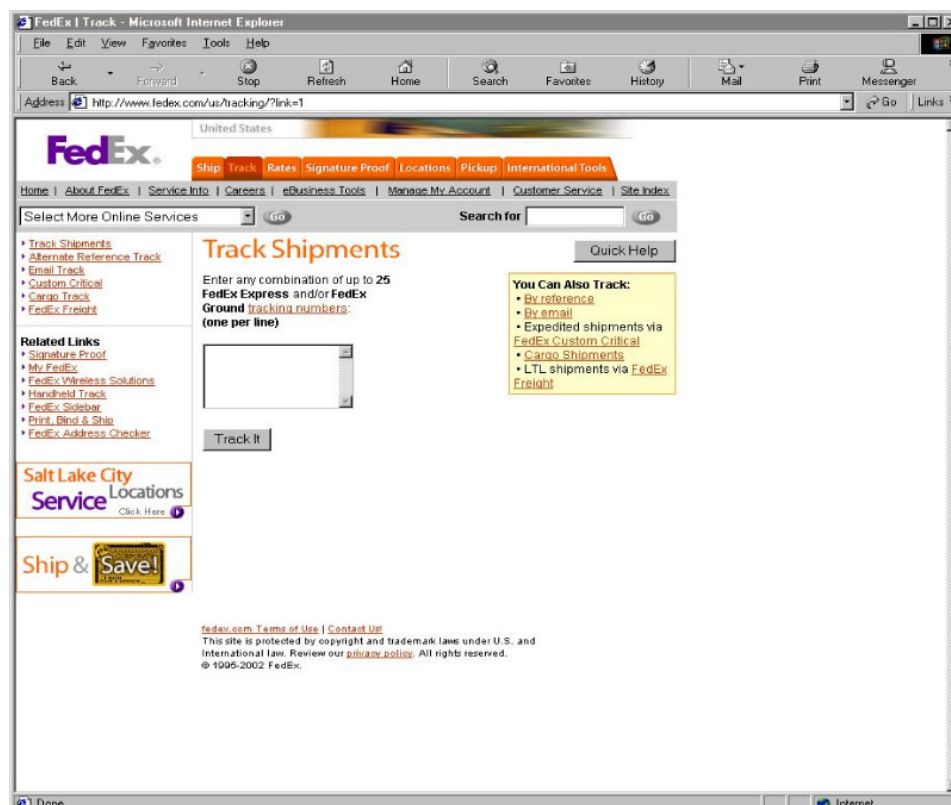 FedEx | Track - Microsoft Internet Explorer
File Edit View Favorites Tools Help
Back Forward Stop Refresh Home Search Favorites History Mail Print Messenger
Address http://www.fedex.com/us/tracking/?link=1 Go Links
FedEx®
United States
Ship Track Rates Signature Proof Locations Pickup International Tools
Home | About FedEx | Service Info | Careers | eBusiness Tools | Manage My Account | Customer Service | Site Index
Select More Online Services Go Search for Go
Track Shipments
Alternate Reference Track
Email Track
Custom Critical
Cargo Track
FedEx Freight
Related Links
Signature Proof
My FedEx
FedEx Wireless Solutions
Handheld Track
FedEx Sidebar
Print, Bind & Ship
FedEx Address Checker
Salt Lake City
Service Locations
Click Here
Ship & Save!
Track Shipments
Quick Help
Enter any combination of up to 25
FedEx Express and/or FedEx
Ground tracking numbers:
(one per line)
Track It
You Can Also Track:
• By reference
• By email
• Expedited shipments via
FedEx Custom Critical
• Cargo Shipments
• LTL shipments via FedEx
Freight
fedex.com Terms of Use | Contact Us!
This site is protected by copyright and trademark laws under U.S. and
International law. Review our privacy policy. All rights reserved.
© 1995-2002 FedEx.
Done Internet